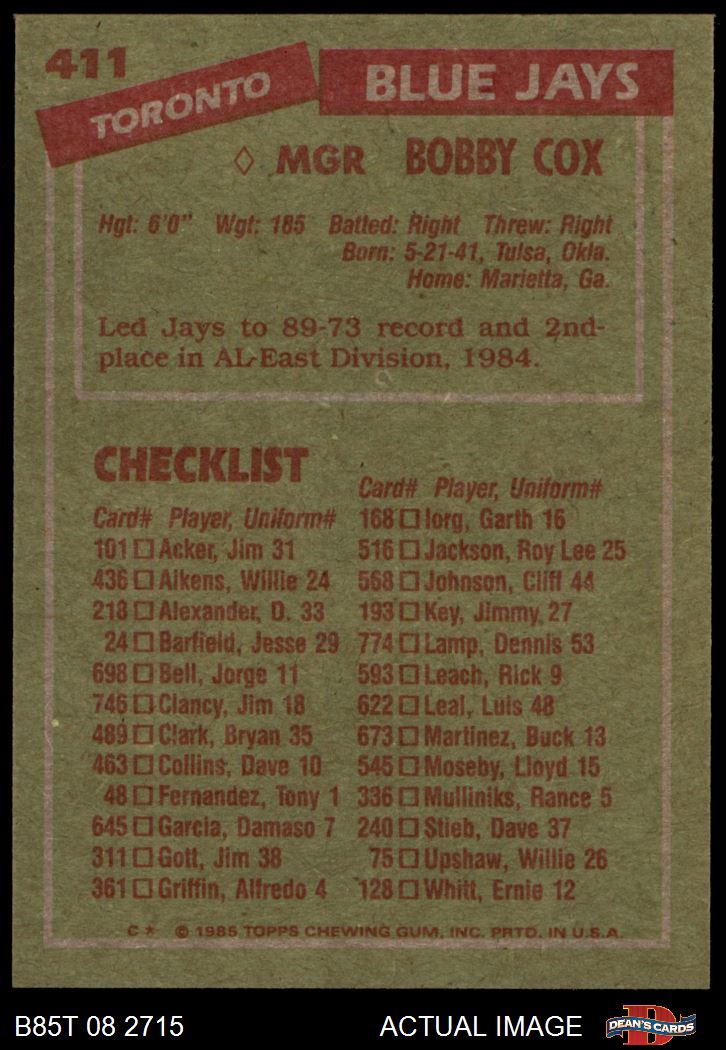 411
TORONTO BLUE JAYS
◊ MGR BOBBY COX
Hgt: 6'0" Wgt: 185 Batted: Right Threw: Right
Born: 5-21-41, Tulsa, Okla.
Home: Marietta, Ga.
Led Jays to 89-73 record and 2nd-
place in AL-East Division, 1984.
CHECKLIST
Card# Player, Uniform#
101 □ Acker, Jim 31
436 □ Aikens, Willie 24
218 □ Alexander, D. 33
24 □ Barfield, Jesse 29
698 □ Bell, Jorge 11
746 □ Clancy, Jim 18
489 □ Clark, Bryan 35
463 □ Collins, Dave 10
48 □ Fernandez, Tony 1
645 □ Garcia, Damaso 7
311 □ Gott, Jim 38
361 □ Griffin, Alfredo 4
Card# Player, Uniform#
168 □ Iorg, Garth 16
516 □ Jackson, Roy Lee 25
568 □ Johnson, Cliff 44
193 □ Key, Jimmy 27
774 □ Lamp, Dennis 53
593 □ Leach, Rick 9
622 □ Leal, Luis 48
673 □ Martinez, Buck 13
545 □ Moseby, Lloyd 15
336 □ Mulliniks, Rance 5
240 □ Stieb, Dave 37
75 □ Upshaw, Willie 26
128 □ Whitt, Ernie 12
C * © 1985 TOPPS CHEWING GUM, INC. PRTD. IN U.S.A.
B85T 08 2715
ACTUAL IMAGE
D
DEAN'S CARDS